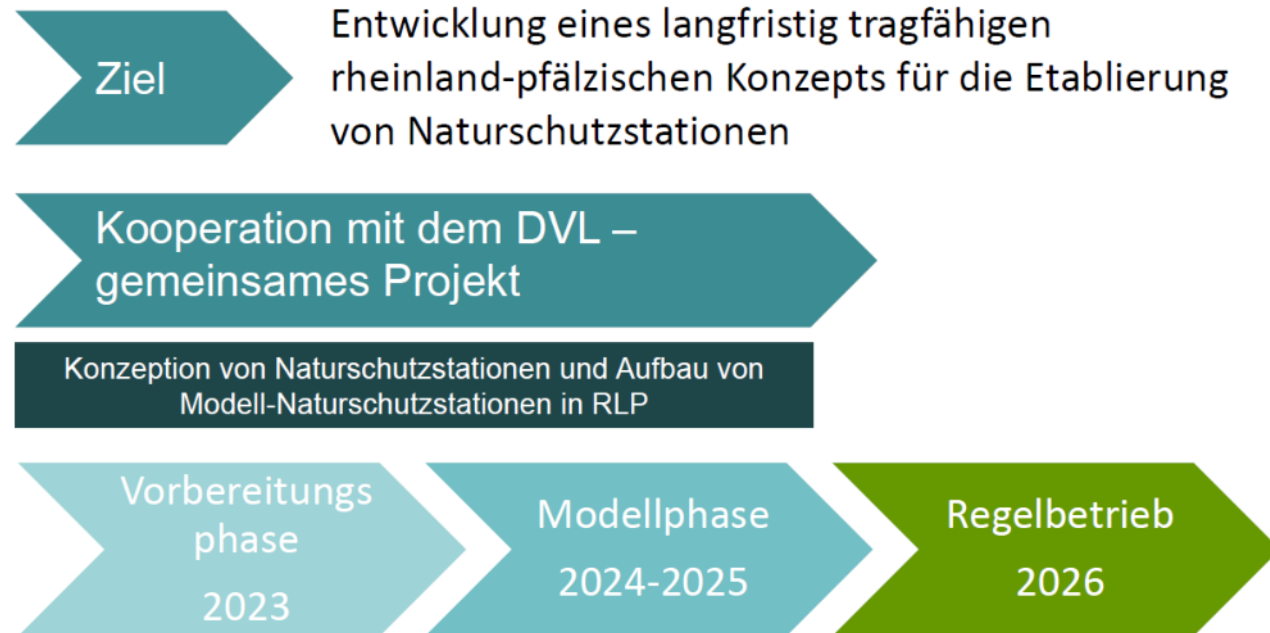 Ziel
Entwicklung eines langfristig tragfähigen
rheinland-pfälzischen Konzepts für die Etablierung
von Naturschutzstationen
Kooperation mit dem DVL –
gemeinsames Projekt
Konzeption von Naturschutzstationen und Aufbau von
Modell-Naturschutzstationen in RLP
Vorbereitungs
phase
2023
Modellphase
2024-2025
Regelbetrieb
2026